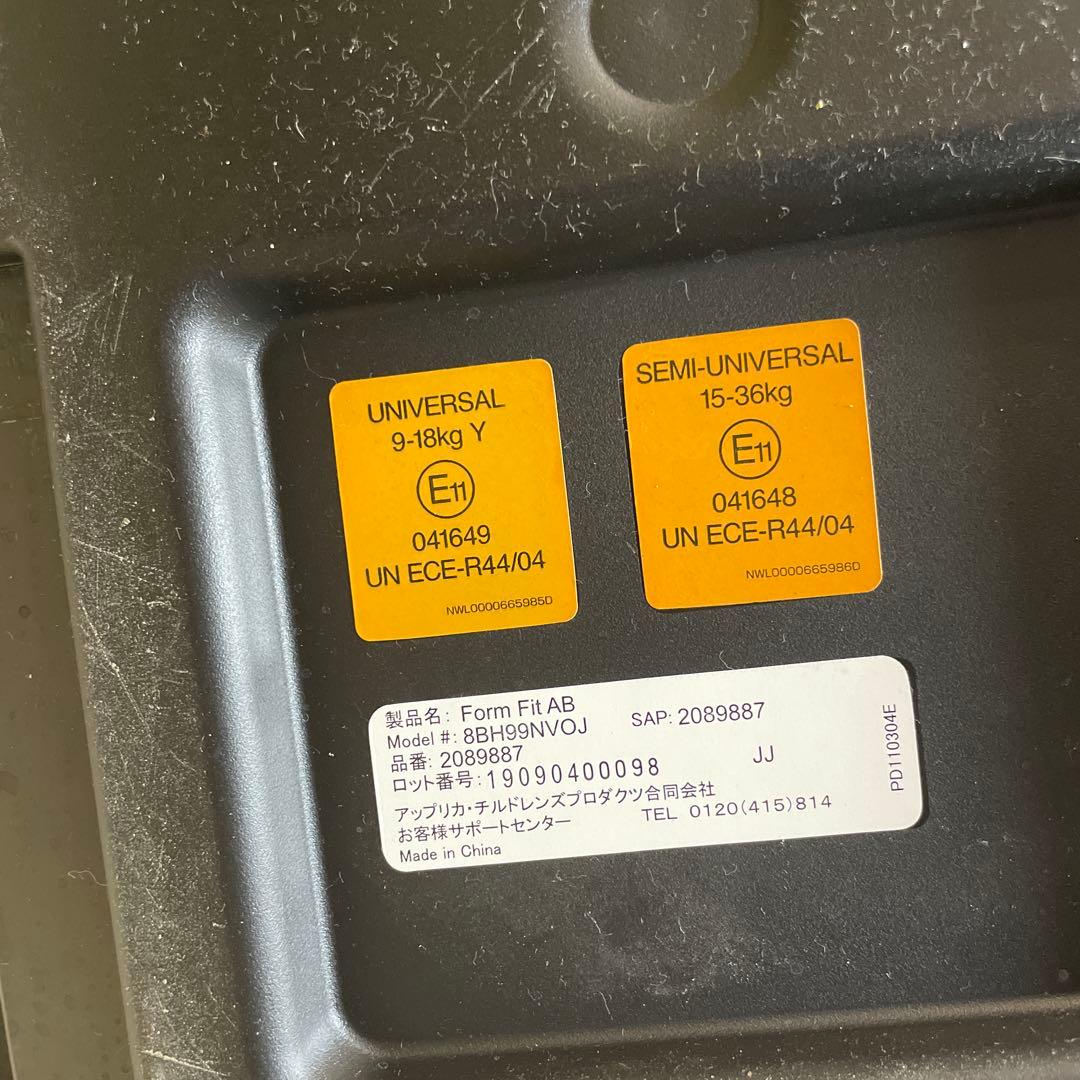 UNIVERSAL
9-18kg Y
E11
041649
UN ECE-R44/04
NWL0000665985D
SEMI-UNIVERSAL
15-36kg
E11
041648
UN ECE-R44/04
NWL0000665986D
製品名: Form Fit AB
Model #: 8BH99NVOJ SAP: 2089887
品番: 2089887
ロット番号: 19090400098 JJ
アップリカ・チルドレンズプロダクツ合同会社
お客様サポートセンター TEL 0120(415)814
Made in China
PD110304E